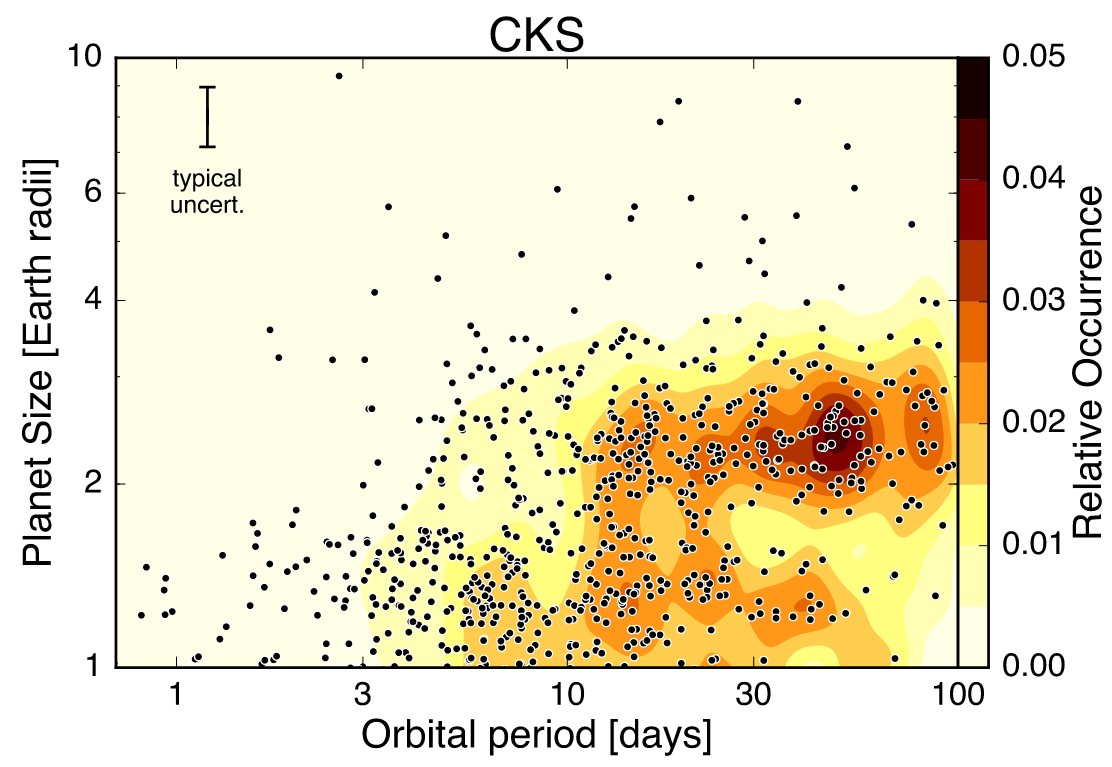 CKS
Planet Size [Earth radii]
10
6
4
2
1
typical
uncert.
1
3
10
30
100
Orbital period [days]
0.05
0.04
0.03
0.02
0.01
0.00
Relative Occurrence